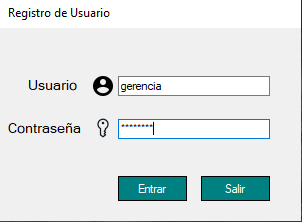 Registro de Usuario
Usuario gerencia
Contraseña ********
Entrar Salir